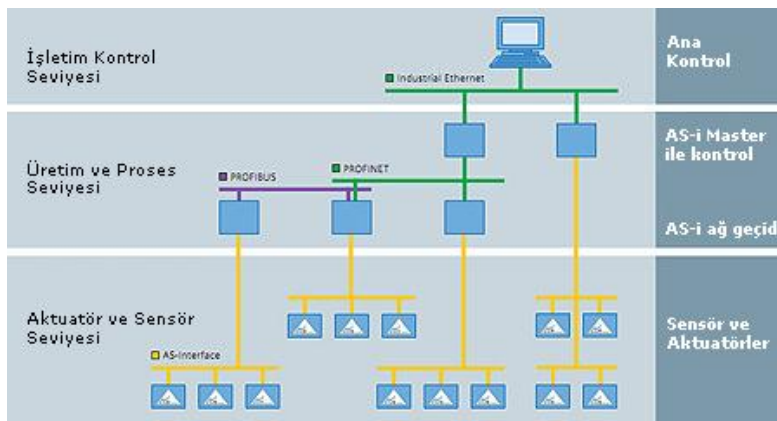 İşletim Kontrol
Seviyesi
Industrial Ethernet
Ana
Kontrol
Üretim ve Proses
Seviyesi
PROFIBUS
PROFINET
AS-i Master
ile kontrol
AS-i ağ geçid
Aktuatör ve Sensör
Seviyesi
AS-Interface
Sensör ve
Aktuatörler